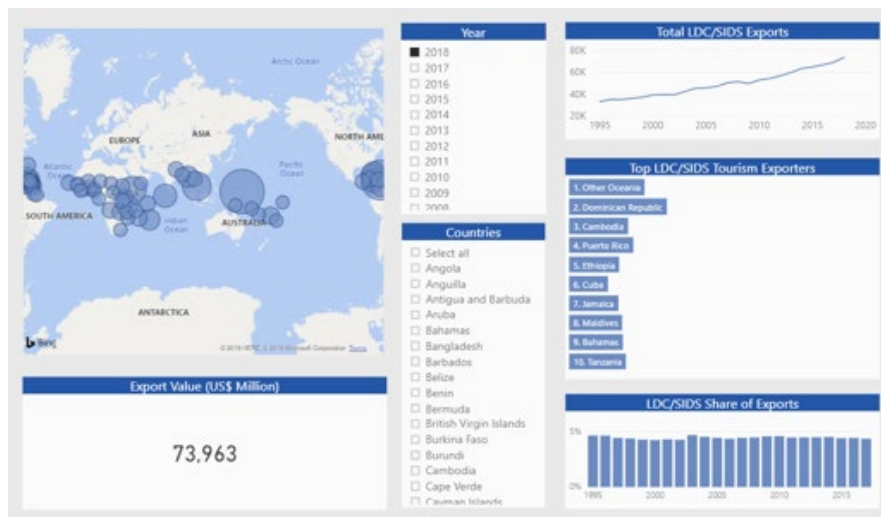 Arctic Ocean
EUROPE
ASIA
NORTH AME
Atlantic
Ocean
Pacific
Ocean
SOUTH AMERICA
Indian
Ocean
AUSTRALIA
ANTARCTICA
Bing
Terms
Export Value (US$ Million)
73,963
Year
2018
2017
2016
2015
2014
2013
2012
2011
2010
2009
2008
Countries
Select all
Angola
Anguilla
Antigua and Barbuda
Aruba
Bahamas
Bangladesh
Barbados
Belize
Benin
Bermuda
British Virgin Islands
Burkina Faso
Burundi
Cambodia
Cape Verde
Cayman Islands
Total LDC/SIDS Exports
80K
60K
40K
20K
1995 2000 2005 2010 2015 2020
Top LDC/SIDS Tourism Exporters
1. Other Oceania
2. Dominican Republic
3. Cambodia
4. Puerto Rico
5. Ethiopia
6. Cuba
7. Jamaica
8. Maldives
9. Bahamas
10. Tanzania
LDC/SIDS Share of Exports
5%
0%
1995 2000 2005 2010 2015